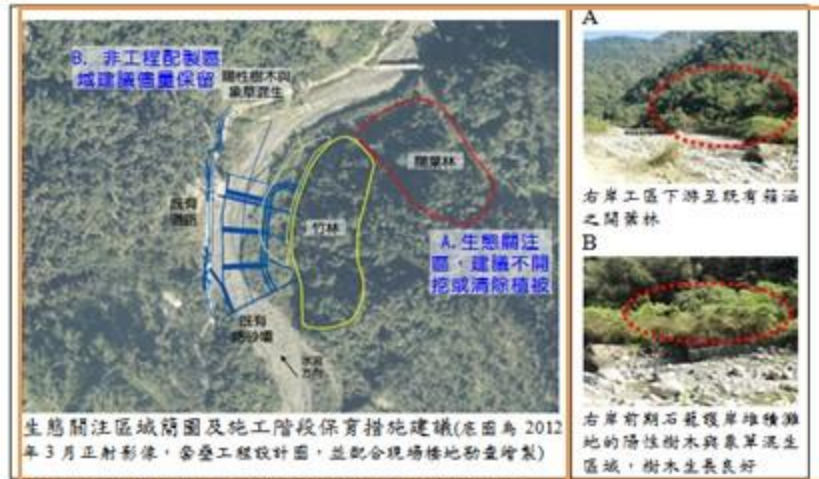 B. 非工程配製區
域建議儘量保留
陽性樹木與
象草混生
闊葉林
竹林
既有
道路
A.生態關注
區，建議不開
挖或清除植被
既有
防砂壩
水流
方向
生態關注區域簡圖及施工階段保育措施建議(底圖為 2012
年 3 月正射影像，套疊工程設計圖，並配合現場棲地勘查繪製)
A
右岸工區下游至既有箱涵
之闊葉林
B
右岸前期石籠護岸堆積灘
地的陽性樹木與象草混生
區域，樹木生長良好